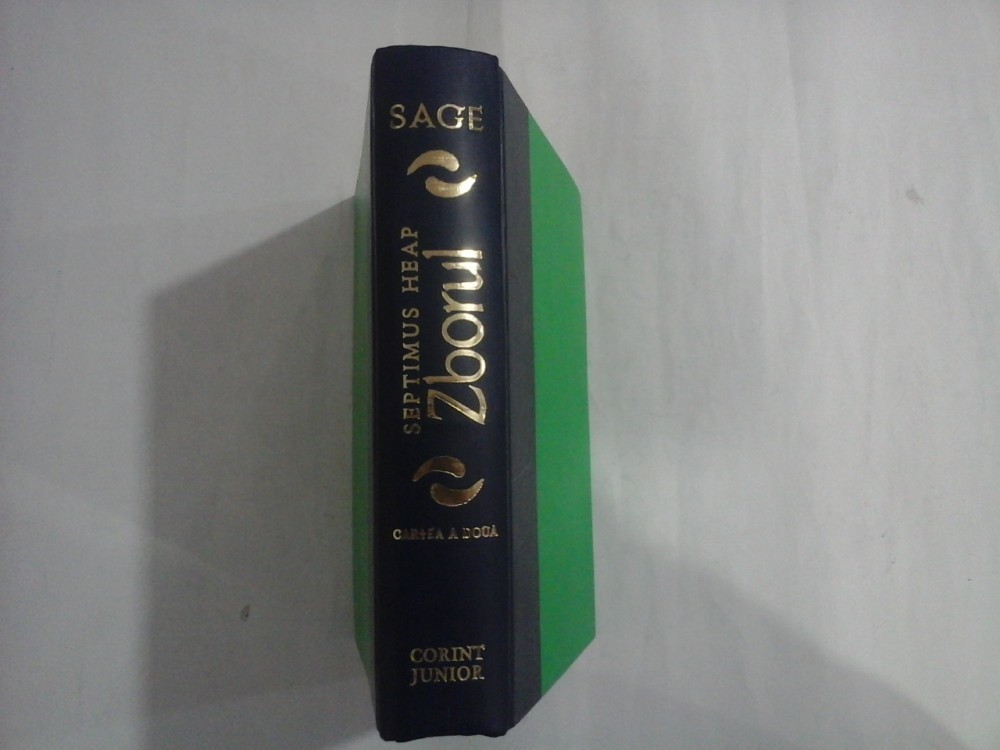 SAGE
SEPTIMUS HEAP
Zborul
CARTEA A DOUA
CORINT
JUNIOR